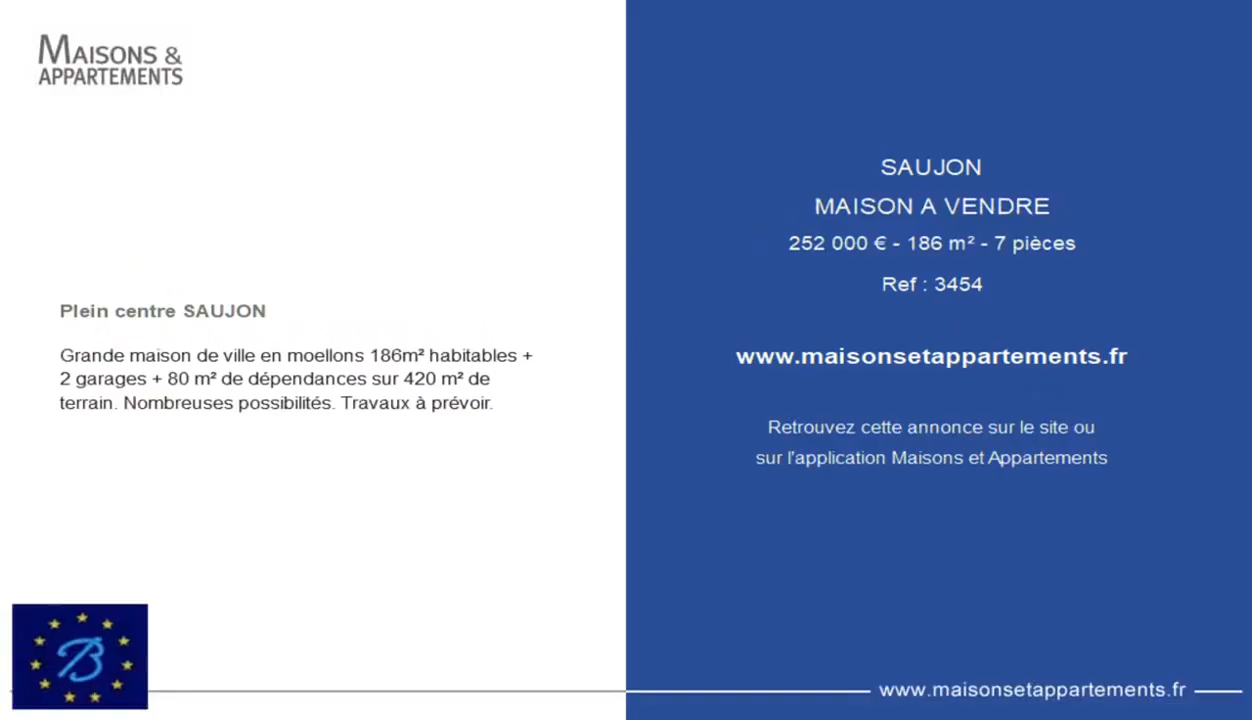 MAISONS &
APPARTEMENTS
Plein centre SAUJON
Grande maison de ville en moellons 186m² habitables +
2 garages + 80 m² de dépendances sur 420 m² de
terrain. Nombreuses possibilités. Travaux à prévoir.
B
SAUJON
MAISON A VENDRE
252 000 € - 186 m² - 7 pièces
Ref : 3454
www.maisonsetappartements.fr
Retrouvez cette annonce sur le site ou
sur l'application Maisons et Appartements
www.maisonsetappartements.fr